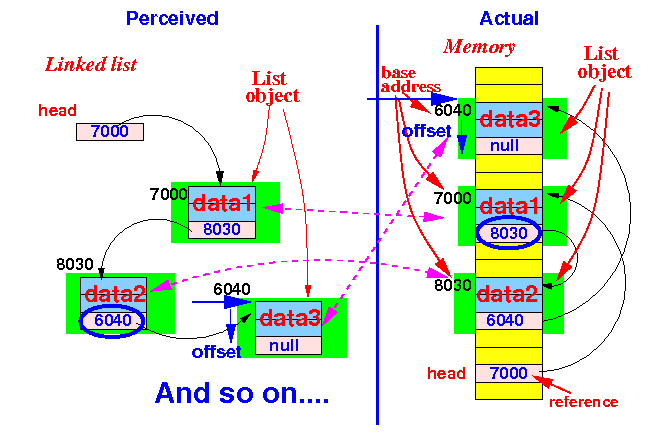 Perceived
Linked list
head
7000
List
object
7000
data1
8030
8030
data2
6040
6040
offset
data3
null
And so on....
Actual
Memory
base
address
List
object
6040
offset
data3
null
7000
data1
8030
8030
data2
6040
head
7000
reference